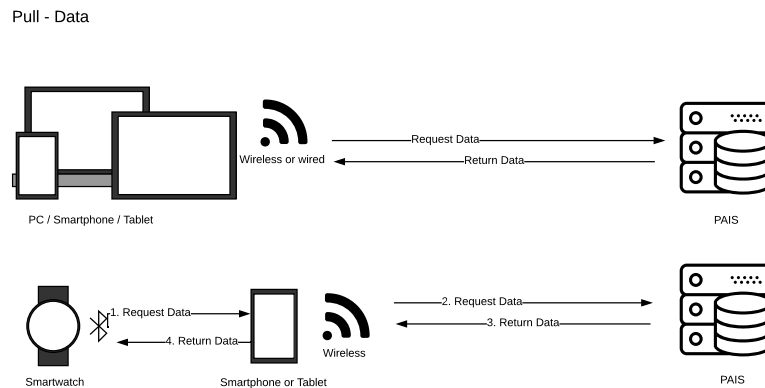 Pull - Data
Request Data
Wireless or wired
Return Data
PC / Smartphone / Tablet
PAIS
1. Request Data
2. Request Data
3. Return Data
4. Return Data
Wireless
Smartwatch
Smartphone or Tablet
PAIS